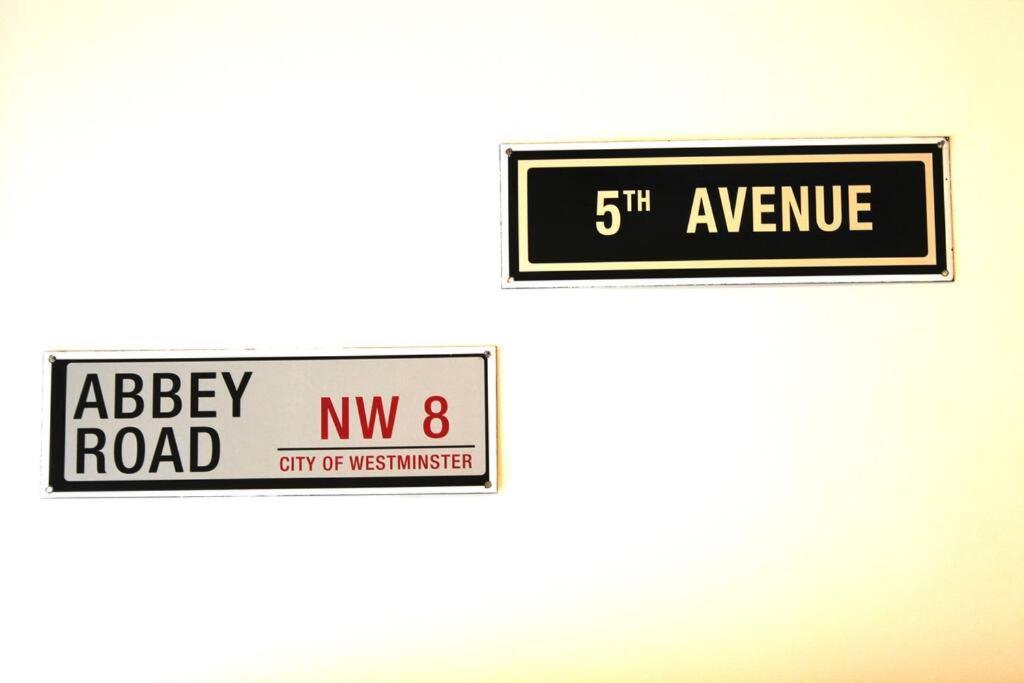 5TH AVENUE
ABBEY
ROAD
NW 8
CITY OF WESTMINSTER